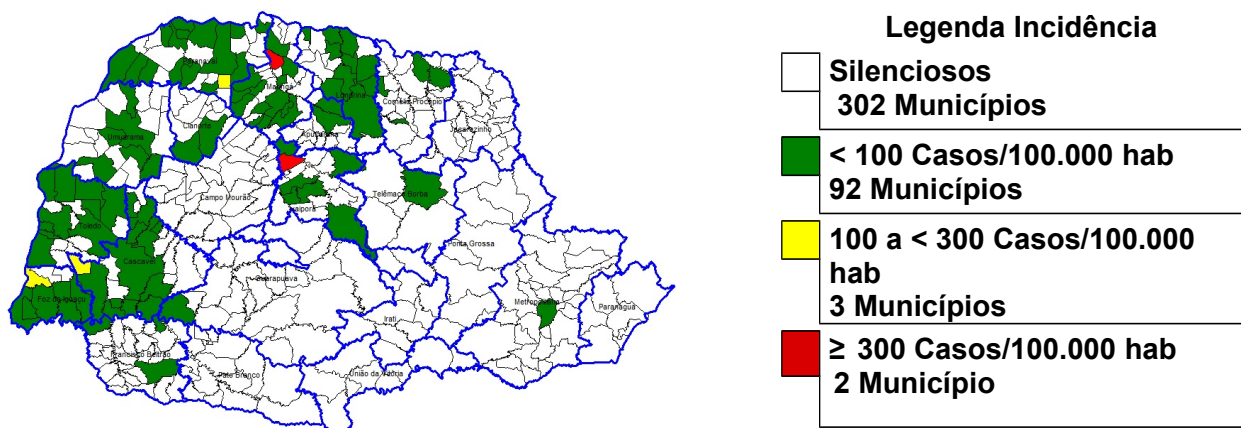 Legenda Incidência
Silenciosos
302 Municípios
< 100 Casos/100.000 hab
92 Municípios
100 a < 300 Casos/100.000
hab
3 Municípios
≥ 300 Casos/100.000 hab
2 Município
Paranavaí
Maringá
Londrina
Cornélio Procópio
Jacarezinho
Cianorte
Umuarama
Apucarana
Campo Mourão
Telêmaco Borba
Ivaiporã
Toledo
Cascavel
Ponta Grossa
Guarapuava
Foz do Iguaçu
Metropolitana
Paranaguá
Irati
Francisco Beltrão
Pato Branco
União da Vitória